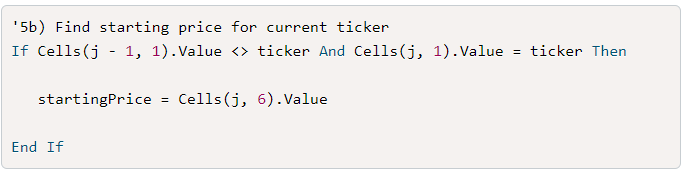 '5b) Find starting price for current ticker
If Cells(j - 1, 1).Value <> ticker And Cells(j, 1).Value = ticker Then
startingPrice = Cells(j, 6).Value
End If